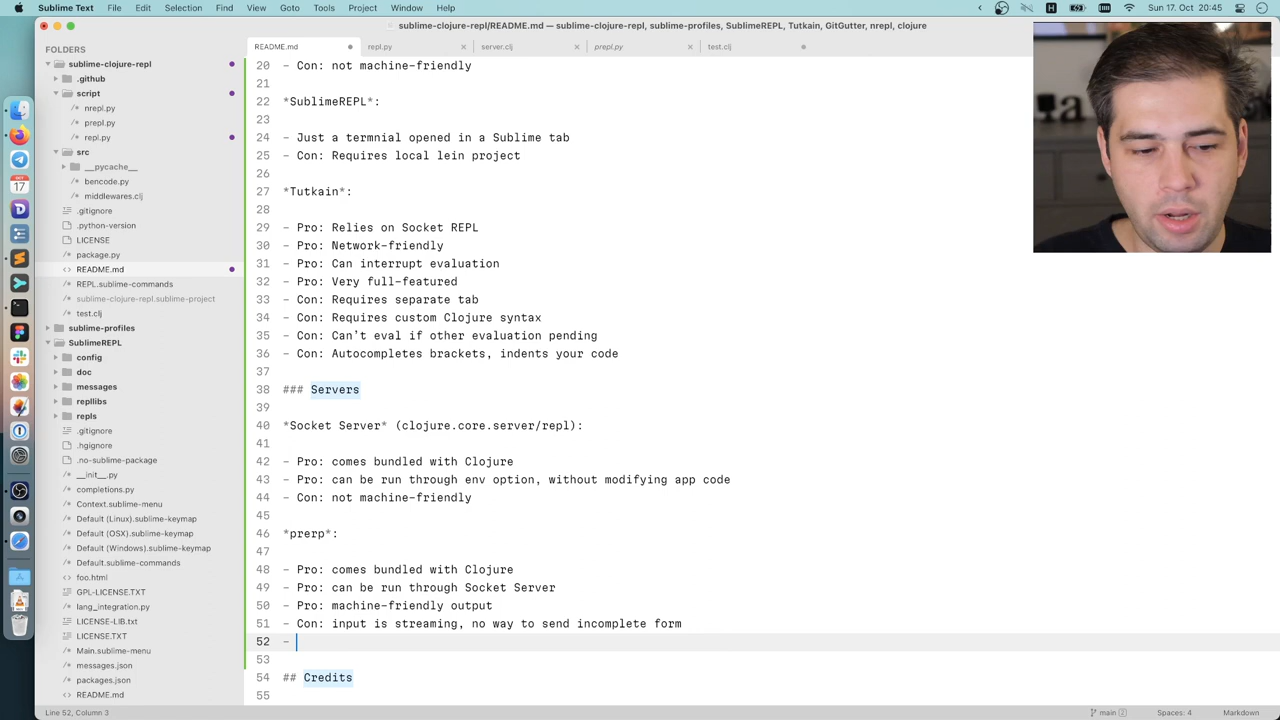 Sublime Text File Edit Selection Find View Goto Tools Project Window Help Sun 17. Oct 20:45
sublime-clojure-repl/README.md — sublime-clojure-repl, sublime-profiles, SublimeREPL, Tutkain, GitGutter, nrepl, clojure
FOLDERS
sublime-clojure-repl
.github
script
nrepl.py
prepl.py
repl.py
src
__pycache__
bencode.py
middlewares.clj
.gitignore
.python-version
LICENSE
package.py
README.md
REPL.sublime-commands
sublime-clojure-repl.sublime-project
test.clj
sublime-profiles
SublimeREPL
config
doc
messages
repllibs
repls
.gitignore
.hgignore
.no-sublime-package
__init__.py
completions.py
Context.sublime-menu
Default (Linux).sublime-keymap
Default (OSX).sublime-keymap
Default (Windows).sublime-keymap
Default.sublime-commands
foo.html
GPL-LICENSE.TXT
lang_integration.py
LICENSE-LIB.txt
LICENSE.TXT
Main.sublime-menu
messages.json
packages.json
README.md
README.md repl.py server.clj prepl.py test.clj
20 - Con: not machine-friendly
21
22 *SublimeREPL*:
23
24 - Just a termnial opened in a Sublime tab
25 - Con: Requires local lein project
26
27 *Tutkain*:
28
29 - Pro: Relies on Socket REPL
30 - Pro: Network-friendly
31 - Pro: Can interrupt evaluation
32 - Pro: Very full-featured
33 - Con: Requires separate tab
34 - Con: Requires custom Clojure syntax
35 - Con: Can’t eval if other evaluation pending
36 - Con: Autocompletes brackets, indents your code
37
38 ### Servers
39
40 *Socket Server* (clojure.core.server/repl):
41
42 - Pro: comes bundled with Clojure
43 - Pro: can be run through env option, without modifying app code
44 - Con: not machine-friendly
45
46 *prerp*:
47
48 - Pro: comes bundled with Clojure
49 - Pro: can be run through Socket Server
50 - Pro: machine-friendly output
51 - Con: input is streaming, no way to send incomplete form
52 -
53
54 ## Credits
55
Line 52, Column 3 main 2 Spaces: 4 Markdown